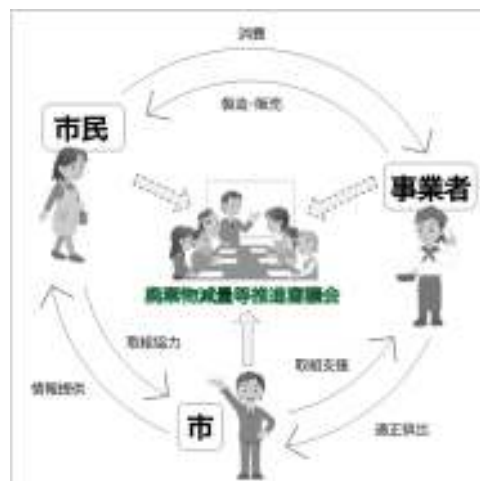 消費
製造・販売
市民
事業者
廃棄物減量等推進審議会
取組協力
取組支援
情報提供
適正排出
市